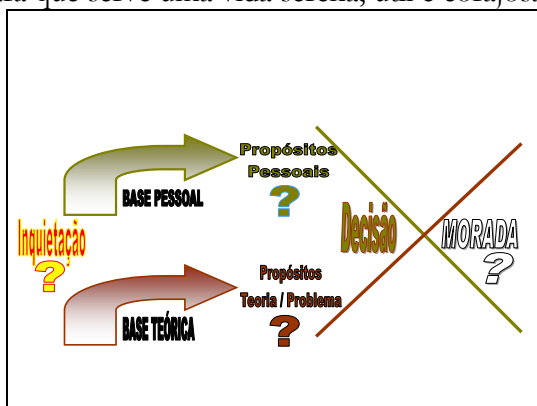 Propósitos
Pessoais
?
BASE PESSOAL
Inquietação
?
Decisão
MORADA
?
Propósitos
Teoria / Problema
?
BASE TEÓRICA